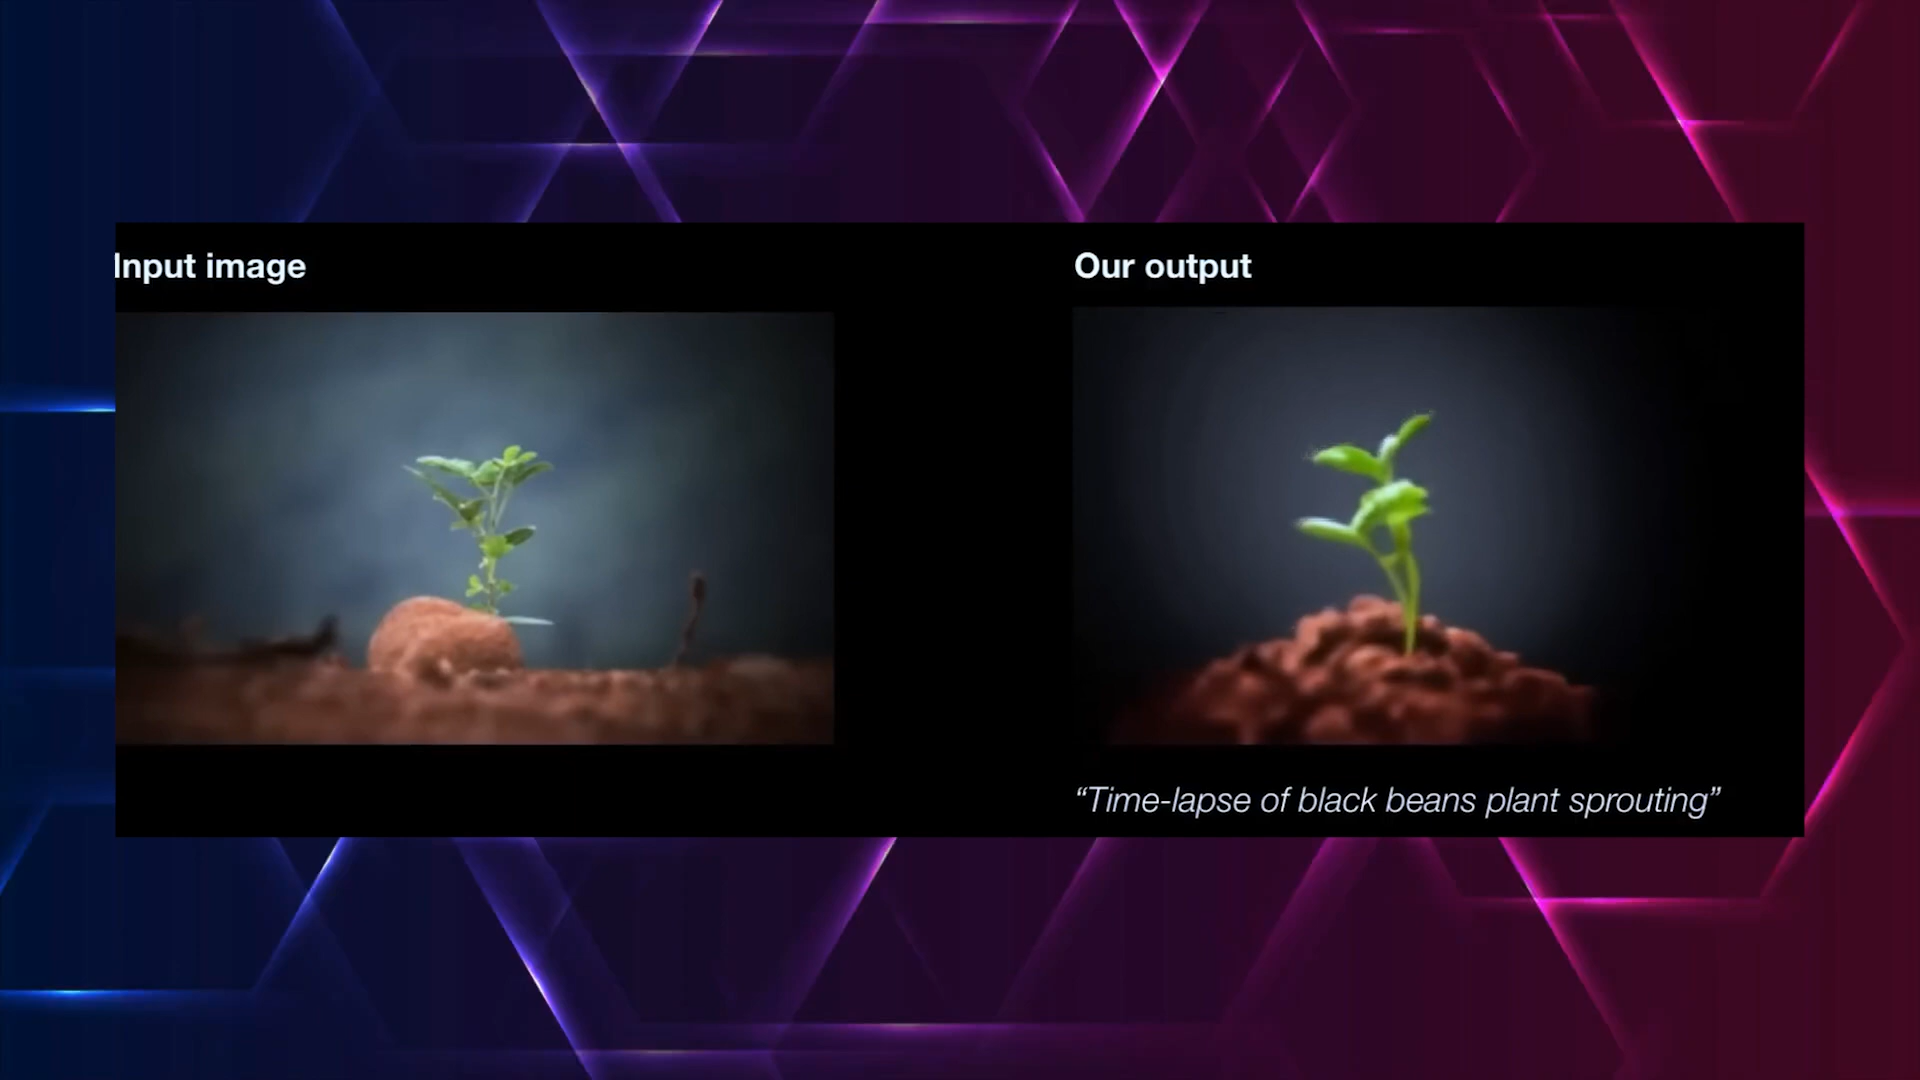 Input image
Our output
“Time-lapse of black beans plant sprouting”